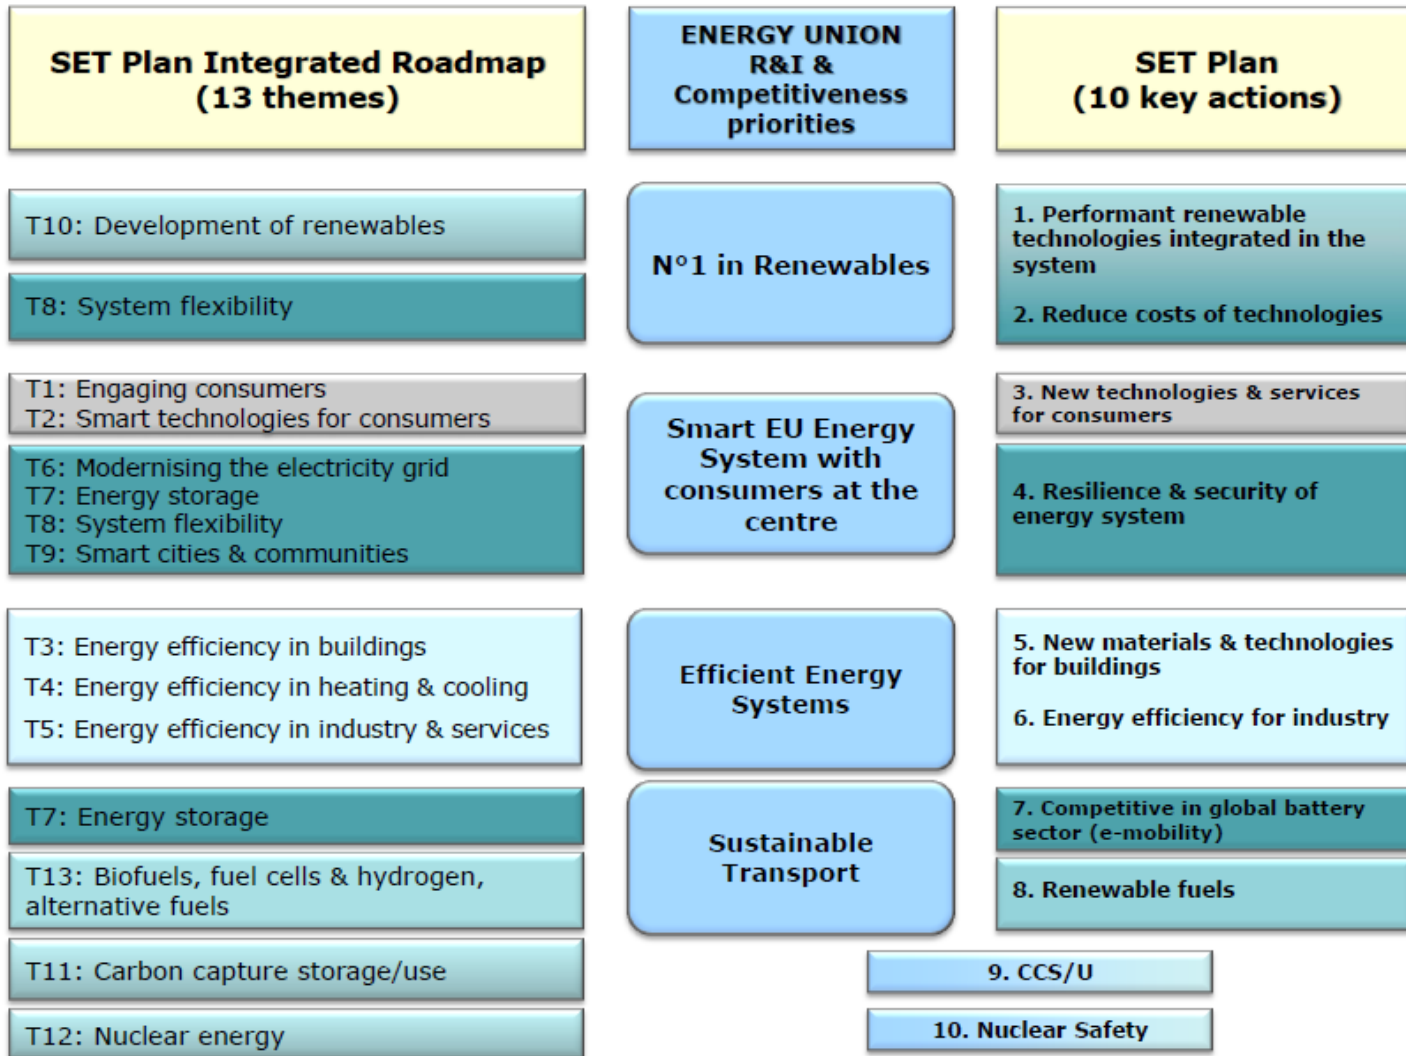 SET Plan Integrated Roadmap
(13 themes)
ENERGY UNION
R&I &
Competitiveness
priorities
SET Plan
(10 key actions)
T10: Development of renewables
T8: System flexibility
N°1 in Renewables
1. Performant renewable
technologies integrated in the
system
2. Reduce costs of technologies
T1: Engaging consumers
T2: Smart technologies for consumers
T6: Modernising the electricity grid
T7: Energy storage
T8: System flexibility
T9: Smart cities & communities
Smart EU Energy
System with
consumers at the
centre
3. New technologies & services
for consumers
4. Resilience & security of
energy system
T3: Energy efficiency in buildings
T4: Energy efficiency in heating & cooling
T5: Energy efficiency in industry & services
Efficient Energy
Systems
5. New materials & technologies
for buildings
6. Energy efficiency for industry
T7: Energy storage
T13: Biofuels, fuel cells & hydrogen,
alternative fuels
Sustainable
Transport
7. Competitive in global battery
sector (e-mobility)
8. Renewable fuels
T11: Carbon capture storage/use
9. CCS/U
T12: Nuclear energy
10. Nuclear Safety